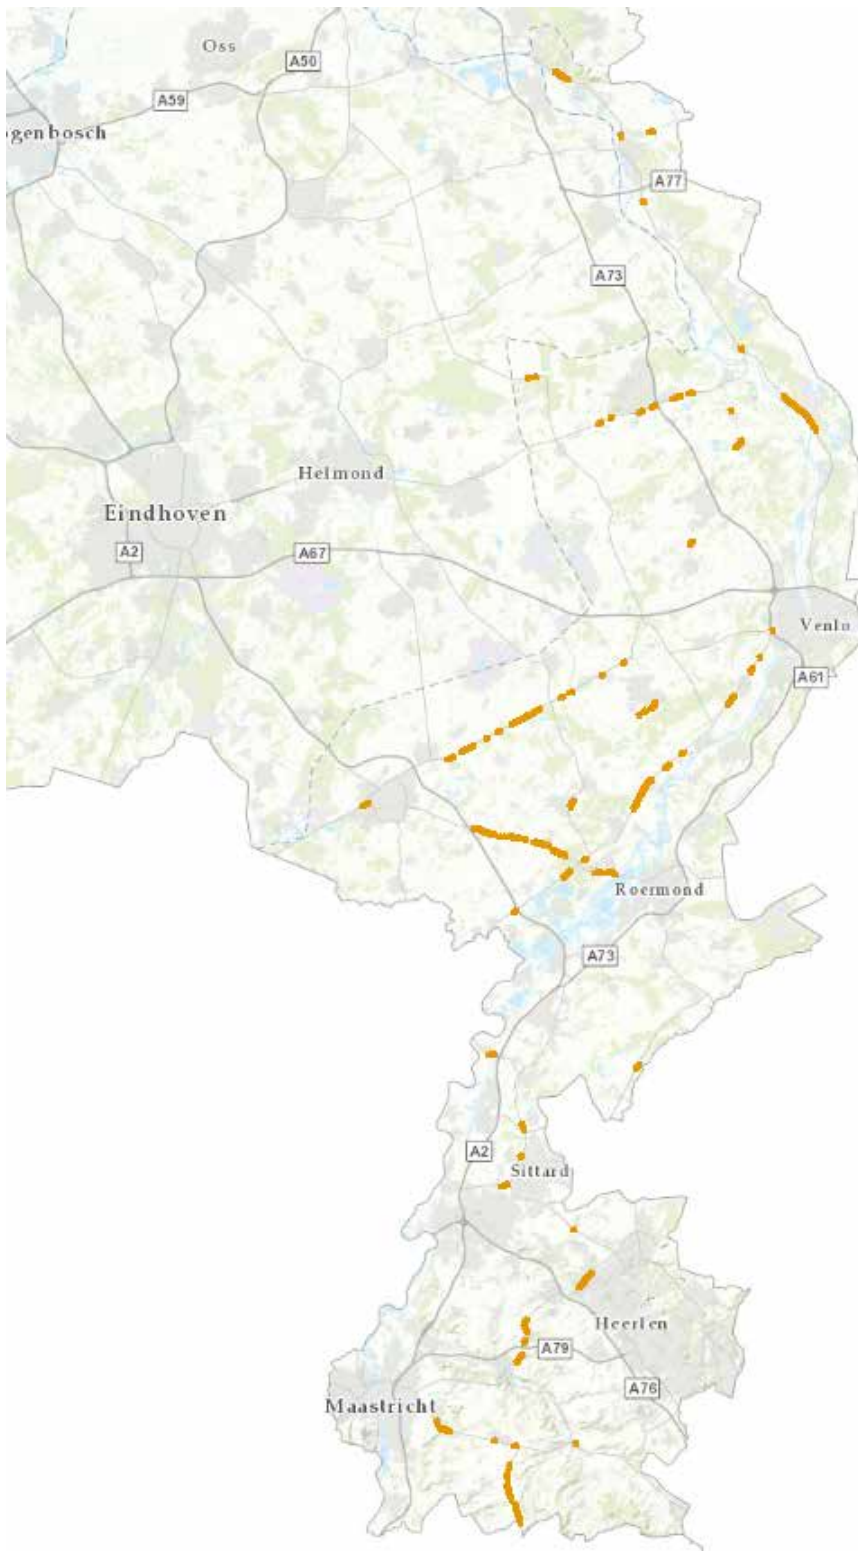 Oss
A50
A59
ogenbosch
A77
A73
Helmond
Eindhoven
A2
A67
Venlo
A61
Roermond
A73
A2
Sittard
Heerlen
A79
A76
Maastricht